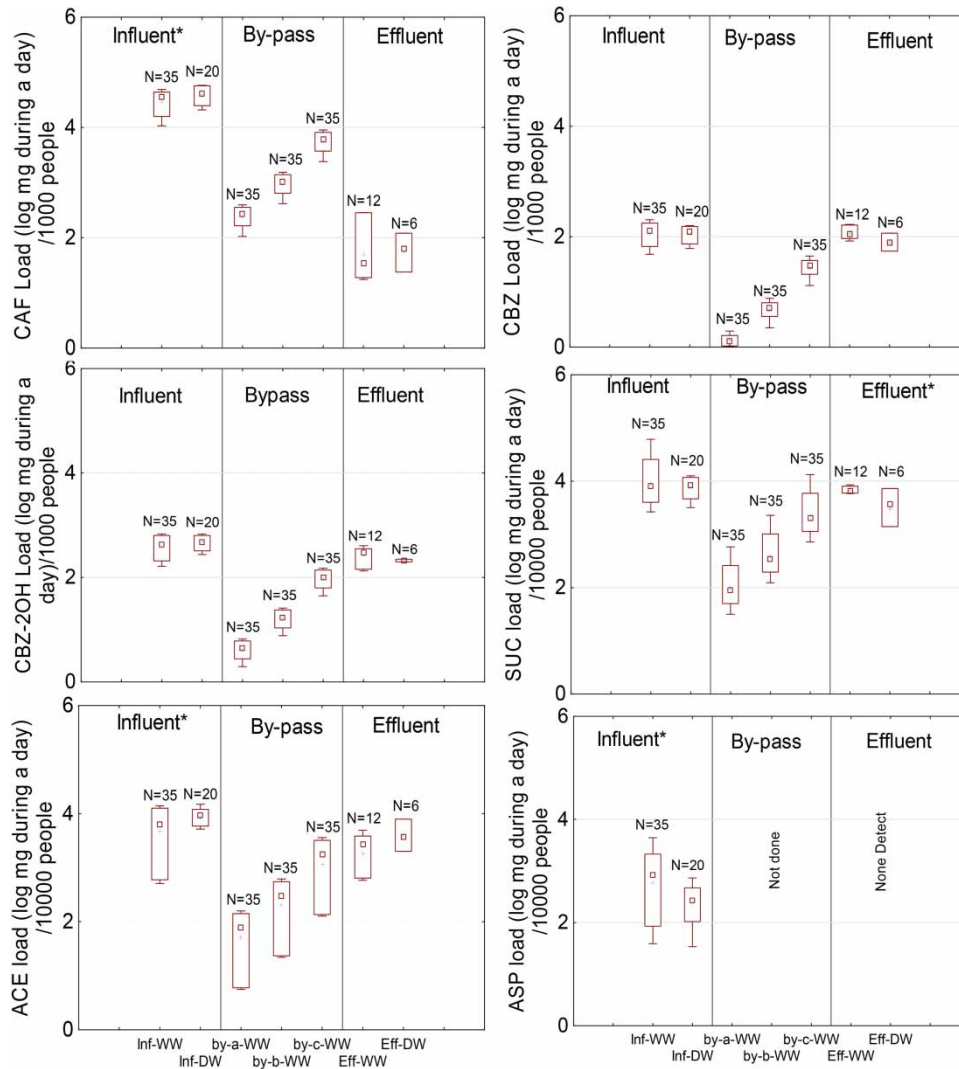 CAF Load (log mg during a day)
/1000 people
6
4
2
0
Influent*
By-pass
Effluent
N=35
N=20
N=35
N=35
N=35
N=12
N=6
CBZ Load (log mg during a day)
/1000 people
6
4
2
0
Influent
By-pass
Effluent
N=35
N=20
N=35
N=35
N=35
N=12
N=6
CBZ-2OH Load (log mg during a
day)/1000 people
6
4
2
0
Influent
Bypass
Effluent
N=35
N=20
N=35
N=35
N=35
N=12
N=6
SUC load (log mg during a day)
/10000 people
6
4
2
0
Influent
By-pass
Effluent*
N=35
N=20
N=35
N=35
N=35
N=12
N=6
ACE load (log mg during a day)
/10000 people
6
4
2
0
Influent*
By-pass
Effluent
N=35
N=20
N=35
N=35
N=35
N=12
N=6
Inf-WW
by-a-WW
by-c-WW
Eff-DW
Inf-DW
by-b-WW
Eff-WW
ASP load (log mg during a day)
/10000 people
6
4
2
0
Influent*
By-pass
Effluent
N=35
N=20
Not done
None Detect
Inf-WW
by-a-WW
by-c-WW
Eff-DW
Inf-DW
by-b-WW
Eff-WW